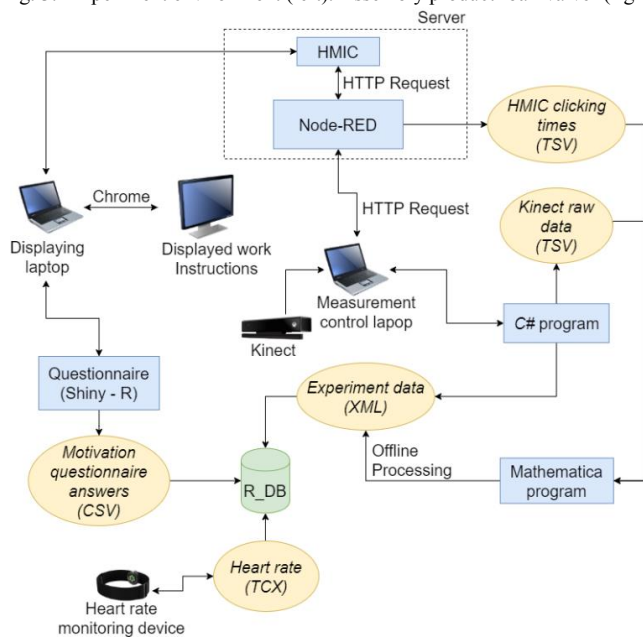 Server
HMIC
HTTP Request
Node-RED
HMIC clicking
times
(TSV)
Chrome
HTTP Request
Kinect raw
data
(TSV)
Displaying
laptop
Displayed work
Instructions
Measurement
control lapop
Kinect
C# program
Questionnaire
(Shiny - R)
Experiment data
(XML)
Offline
Processing
Motivation
questionnaire
answers
(CSV)
R_DB
Mathematica
program
Heart rate
(TCX)
Heart rate
monitoring device